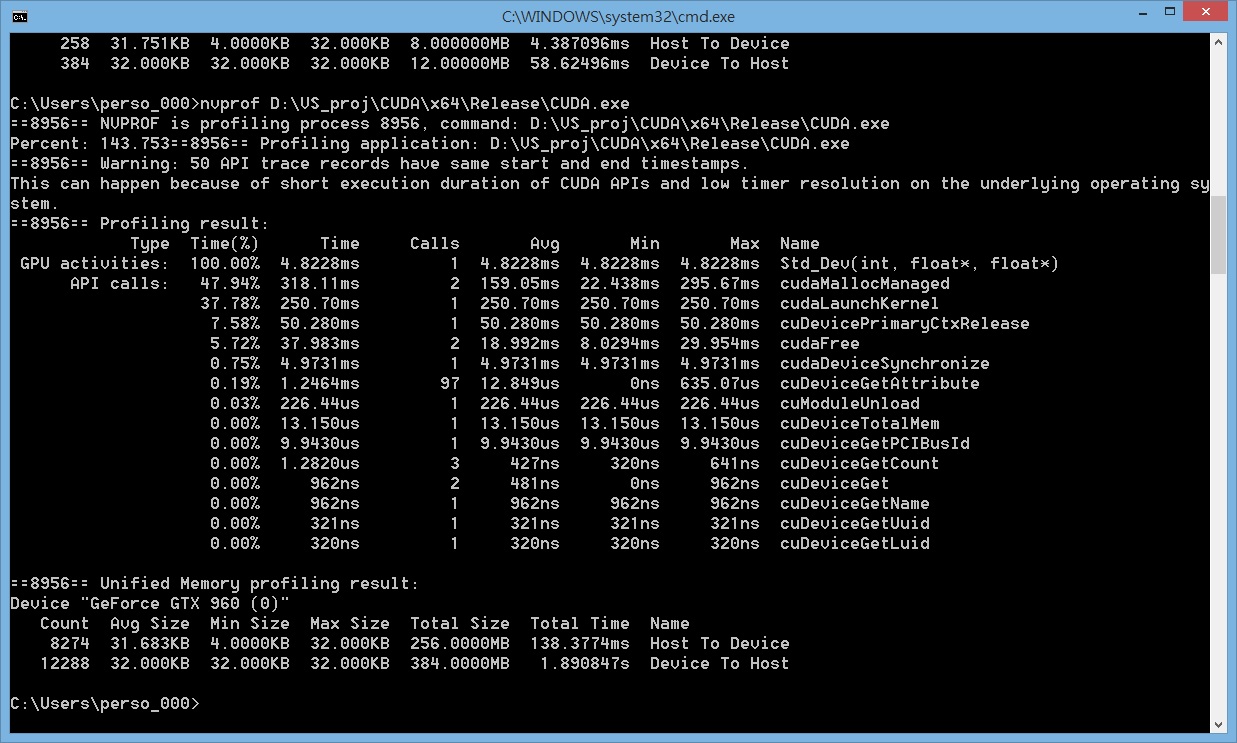 C:\WINDOWS\system32\cmd.exe
258 31.751KB 4.0000KB 32.000KB 8.000000MB 4.387096ms Host To Device
384 32.000KB 32.000KB 32.000KB 12.00000MB 58.62496ms Device To Host
C:\Users\perso_000>nvprof D:\VS_proj\CUDA\x64\Release\CUDA.exe
==8956== NVPROF is profiling process 8956, command: D:\VS_proj\CUDA\x64\Release\CUDA.exe
Percent: 143.753==8956== Profiling application: D:\VS_proj\CUDA\x64\Release\CUDA.exe
==8956== Warning: 50 API trace records have same start and end timestamps.
This can happen because of short execution duration of CUDA APIs and low timer resolution on the underlying operating sy
stem.
==8956== Profiling result:
Type Time(%) Time Calls Avg Min Max Name
GPU activities: 100.00% 4.8228ms 1 4.8228ms 4.8228ms 4.8228ms Std_Dev(int, float*, float*)
API calls: 47.94% 318.11ms 2 159.05ms 22.438ms 295.67ms cudaMallocManaged
37.78% 250.70ms 1 250.70ms 250.70ms 250.70ms cudaLaunchKernel
7.58% 50.280ms 1 50.280ms 50.280ms 50.280ms cuDevicePrimaryCtxRelease
5.72% 37.983ms 2 18.992ms 8.0294ms 29.954ms cudaFree
0.75% 4.9731ms 1 4.9731ms 4.9731ms 4.9731ms cudaDeviceSynchronize
0.19% 1.2464ms 97 12.849us 0ns 635.07us cuDeviceGetAttribute
0.03% 226.44us 1 226.44us 226.44us 226.44us cuModuleUnload
0.00% 13.150us 1 13.150us 13.150us 13.150us cuDeviceTotalMem
0.00% 9.9430us 1 9.9430us 9.9430us 9.9430us cuDeviceGetPCIBusId
0.00% 1.2820us 3 427ns 320ns 641ns cuDeviceGetCount
0.00% 962ns 2 481ns 0ns 962ns cuDeviceGet
0.00% 962ns 1 962ns 962ns 962ns cuDeviceGetName
0.00% 321ns 1 321ns 321ns 321ns cuDeviceGetUuid
0.00% 320ns 1 320ns 320ns 320ns cuDeviceGetLuid
==8956== Unified Memory profiling result:
Device "GeForce GTX 960 (0)"
Count Avg Size Min Size Max Size Total Size Total Time Name
8274 31.683KB 4.0000KB 32.000KB 256.0000MB 138.3774ms Host To Device
12288 32.000KB 32.000KB 32.000KB 384.0000MB 1.890847s Device To Host
C:\Users\perso_000>